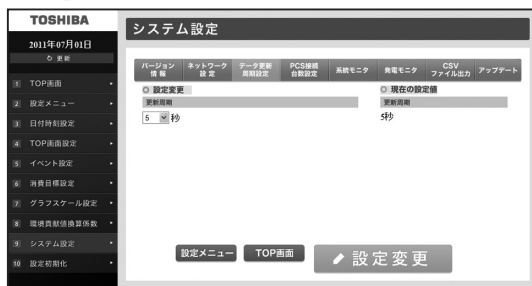 TOSHIBA
2011年07月01日
更新
1 TOP画面
2 設定メニュー
3 日付時刻設定
4 TOP画面設定
5 イベント設定
6 消費目標設定
7 グラフスケール設定
8 環境貢献値換算係数
9 システム設定
10 設定初期化
システム設定
バージョン情報 ネットワーク設定 データ更新周期設定 PCS接続台数設定 系統モニタ 発電モニタ CSVファイル出力 アップデート
設定変更
更新周期
5 秒
現在の設定値
更新周期
5秒
設定メニュー TOP画面 設定変更